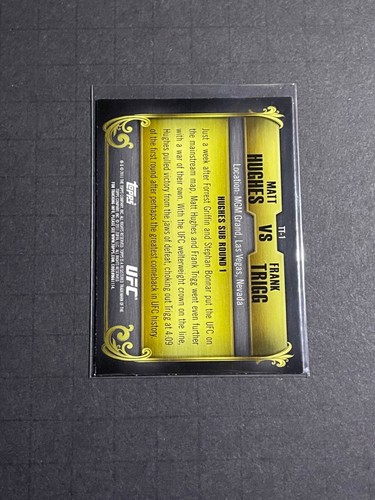 TT-1
MATT HUGHES VS FRANK TRIGG
Location: MGM Grand, Las Vegas, Nevada
HUGHES SUB ROUND 1
Just a week after Forrest Griffin and Stephan Bonnar put the UFC on
the mainstream map, Matt Hughes and Frank Trigg went even further
with a war of their own. With the UFC welterweight crown on the line,
Hughes pulled victory from the jaws of defeat, choking out Trigg at 4:09
of the first round after perhaps the greatest comeback in UFC history.
Topps
UFC